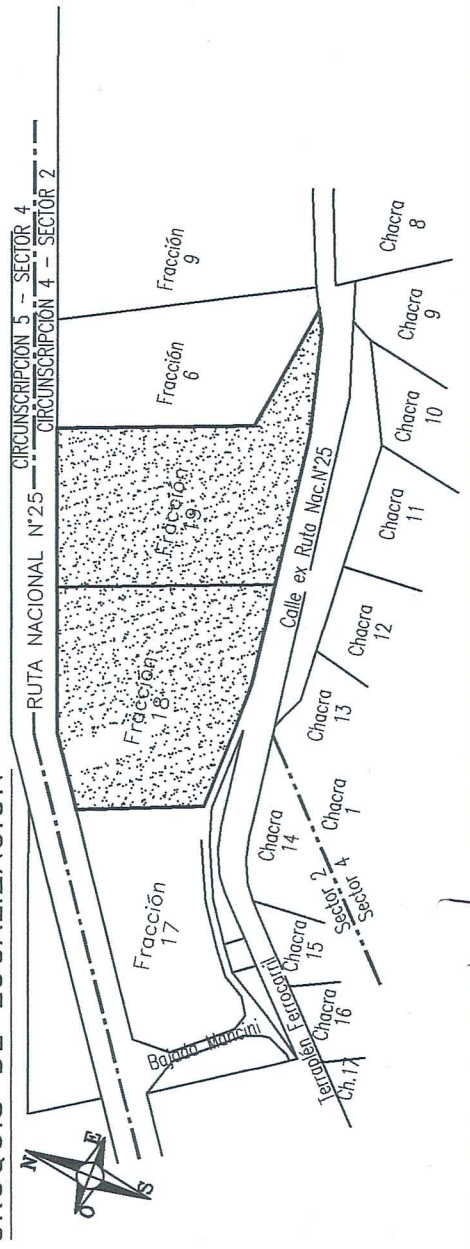 CROQUIS DE LOCALIZACION
CIRCUNSCRIPCION 5 - SECTOR 4
RUTA NACIONAL N°25
CIRCUNSCRIPCION 4 - SECTOR 2
N
E
O
S
Fracción
17
Fracción
18
Fracción
19
Fracción
6
Fracción
9
Bajada Mancini
Calle ex Ruta Nac.N°25
Terraplén Ferrocarril
Ch.17
Chacra
16
Chacra
15
Chacra
14
Sector 2
Sector 4
Chacra
1
Chacra
13
Chacra
12
Chacra
11
Chacra
10
Chacra
9
Chacra
8